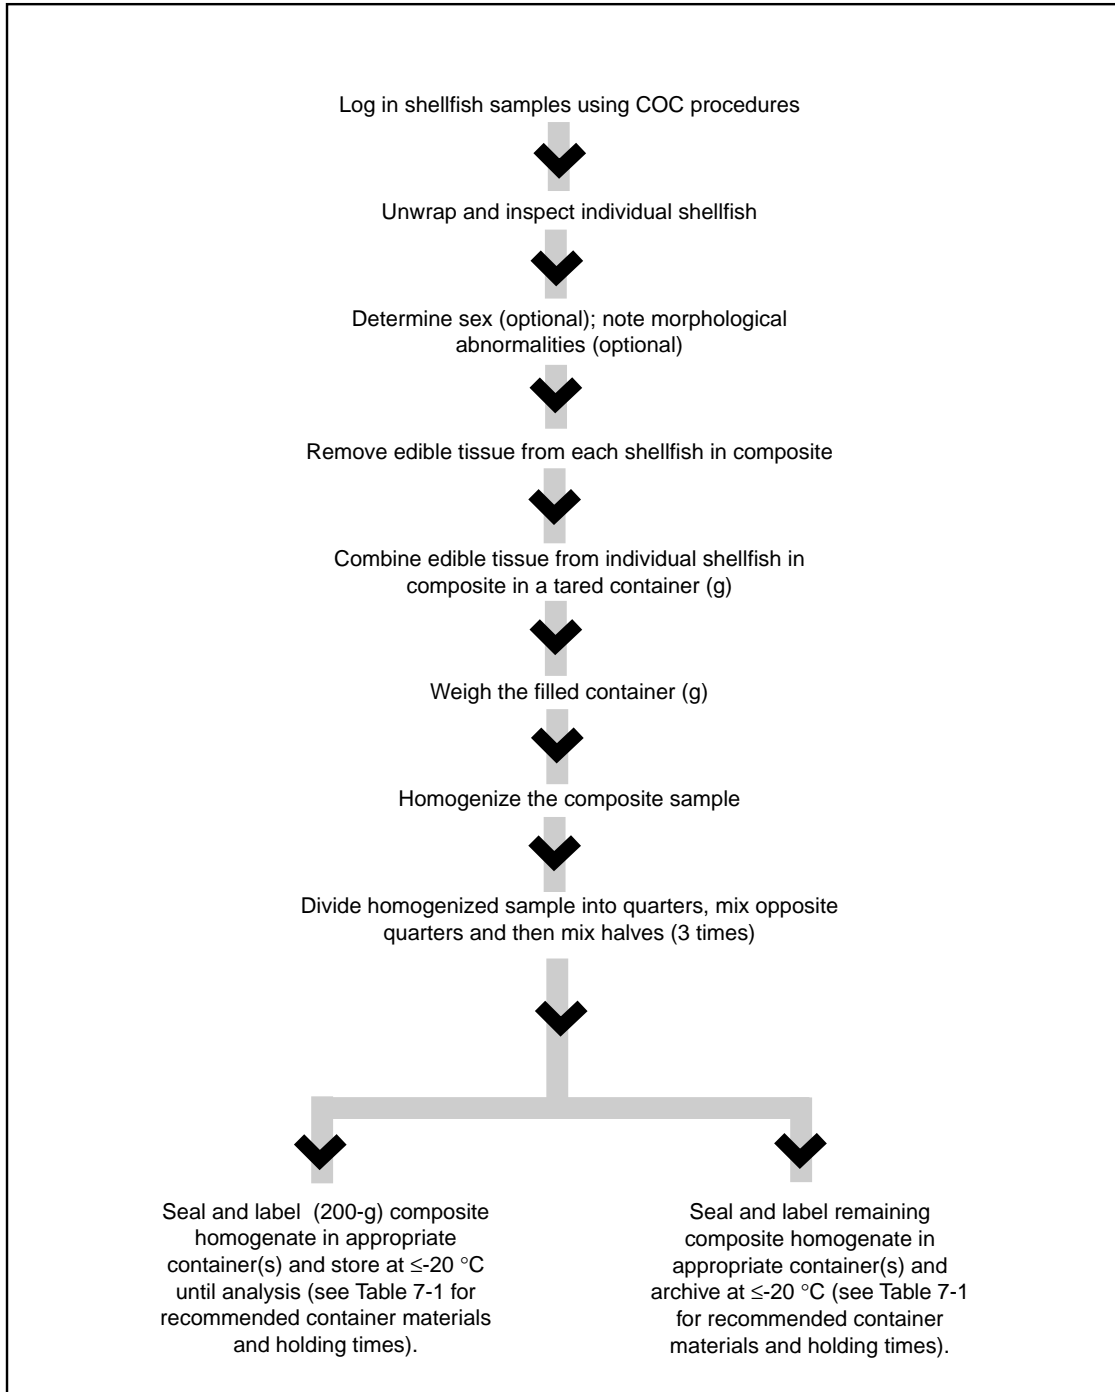 Log in shellfish samples using COC procedures
Unwrap and inspect individual shellfish
Determine sex (optional); note morphological
abnormalities (optional)
Remove edible tissue from each shellfish in composite
Combine edible tissue from individual shellfish in
composite in a tared container (g)
Weigh the filled container (g)
Homogenize the composite sample
Divide homogenized sample into quarters, mix opposite
quarters and then mix halves (3 times)
Seal and label (200-g) composite
homogenate in appropriate
container(s) and store at ≤-20 °C
until analysis (see Table 7-1 for
recommended container materials
and holding times).
Seal and label remaining
composite homogenate in
appropriate container(s) and
archive at ≤-20 °C (see Table 7-1
for recommended container
materials and holding times).